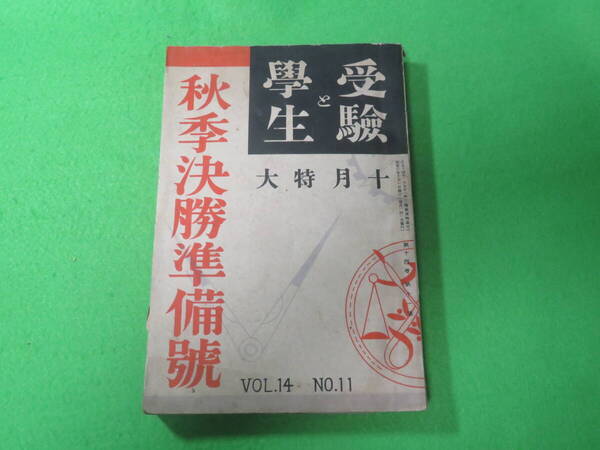 受驗
と
學生
十月特大
秋季決勝準備號
VOL.14 NO.11